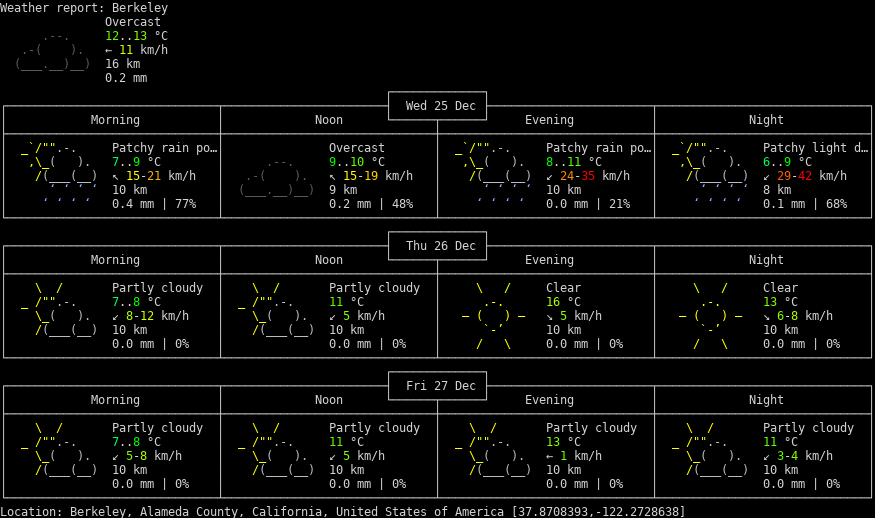 Weather report: Berkeley
Overcast
12..13 °C
← 11 km/h
16 km
0.2 mm
Wed 25 Dec
Morning Noon Evening Night
Patchy rain po… Overcast Patchy rain po… Patchy light d…
7..9 °C 9..10 °C 8..11 °C 6..9 °C
↖ 15-21 km/h ↖ 15-19 km/h ↙ 24-35 km/h ↙ 29-42 km/h
10 km 9 km 10 km 8 km
0.4 mm | 77% 0.2 mm | 48% 0.0 mm | 21% 0.1 mm | 68%
Thu 26 Dec
Morning Noon Evening Night
Partly cloudy Partly cloudy Clear Clear
7..8 °C 11 °C 16 °C 13 °C
↙ 8-12 km/h ↙ 5 km/h ↘ 5 km/h ↘ 6-8 km/h
10 km 10 km 10 km 10 km
0.0 mm | 0% 0.0 mm | 0% 0.0 mm | 0% 0.0 mm | 0%
Fri 27 Dec
Morning Noon Evening Night
Partly cloudy Partly cloudy Partly cloudy Partly cloudy
7..8 °C 11 °C 13 °C 11 °C
↙ 5-8 km/h ↙ 5 km/h ← 1 km/h ↙ 3-4 km/h
10 km 10 km 10 km 10 km
0.0 mm | 0% 0.0 mm | 0% 0.0 mm | 0% 0.0 mm | 0%
Location: Berkeley, Alameda County, California, United States of America [37.8708393,-122.2728638]